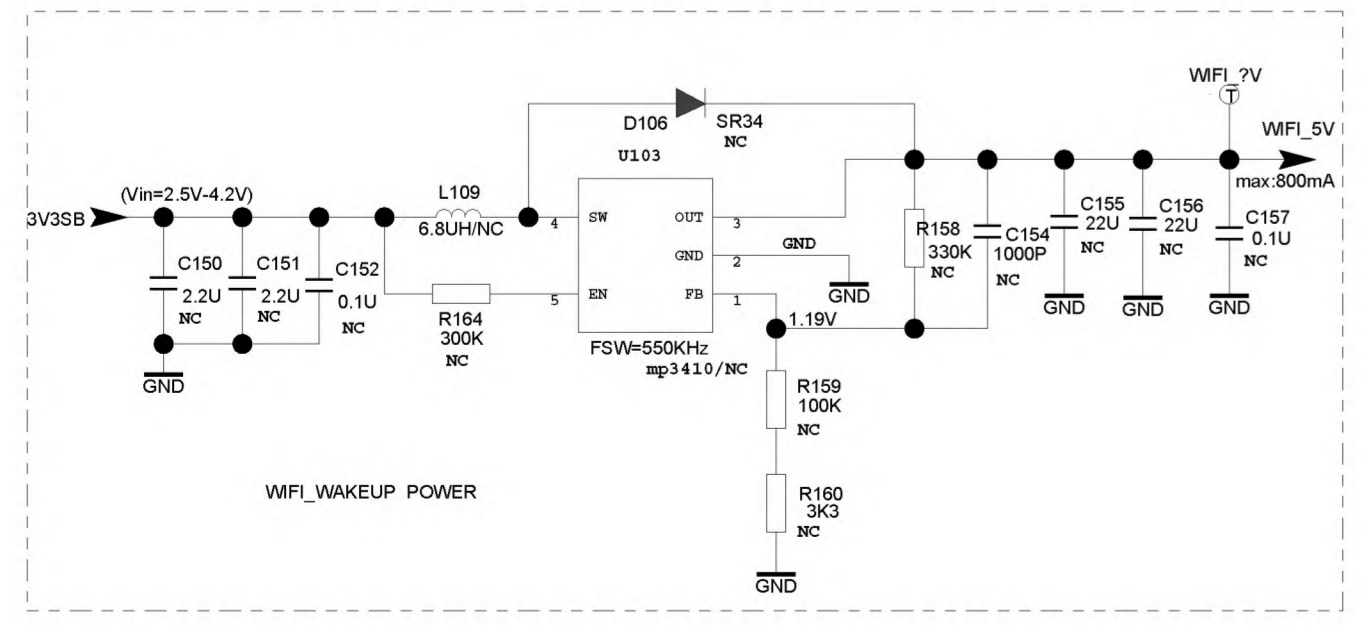 WIFI_?V
T
D106
SR34
NC
WIFI_5V
U103
max:800mA
(Vin=2.5V-4.2V)
3V3SB
L109
6.8UH/NC
4
SW
OUT
3
GND
2
GND
GND
EN
5
FB
1
C150
2.2U
NC
C151
2.2U
NC
C152
0.1U
NC
GND
R164
300K
NC
FSW=550KHz
mp3410/NC
1.19V
R158
330K
NC
C154
1000P
NC
C155
22U
NC
GND
C156
22U
NC
GND
C157
0.1U
NC
GND
R159
100K
NC
R160
3K3
NC
GND
WIFI_WAKEUP POWER